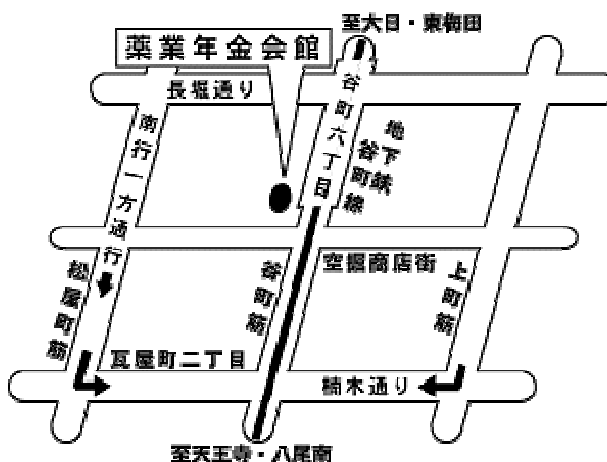 至大日・東梅田
薬業年金会館
長堀通り
谷町六丁目
地下鉄
谷町線
南行一方通行
空堀商店街
松屋町筋
谷町筋
上町筋
瓦屋町二丁目
楠木通り
至天王寺・八尾南